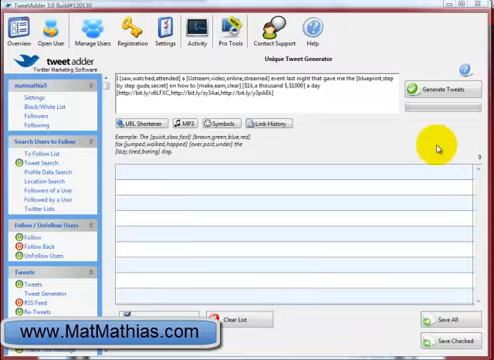 TweetAdder 3.0 Build#120130
Overview
Open User
Manage Users
Registration
Settings
Activity
Pro Tools
Contact Support
Help
tweet adder
Twitter Marketing Software
Unique Tweet Generator
matmathias5
Settings
Black/White List
Followers
Following
Search Users to Follow
To Follow List
Tweet Search
Profile Data Search
Location Search
Followers of a User
Followed by a User
Twitter Lists
Follow / Unfollow Users
Follow
Follow Back
UnFollow Users
Tweets
Tweets
Tweet Generator
RSS Feed
Re-Tweets
Thank You Message
I [saw,watched,attended] a [Ustream,video,online,streamed] event last night that gave me the [blueprint,step
by step guide,secret] on how to [make,earn,clear] [$1k,a thousand $,$1000] a day
Generate Tweets
URL Shortener
MP3
Symbols
Link History
Example: The [quick,slow,fast] [brown,green,blue,red]
fox [jumped,walked,hopped] [over,past,under] the
[lazy,tired,boring] dog.
Clear List
Save All
Save Checked
www.MatMathias.com